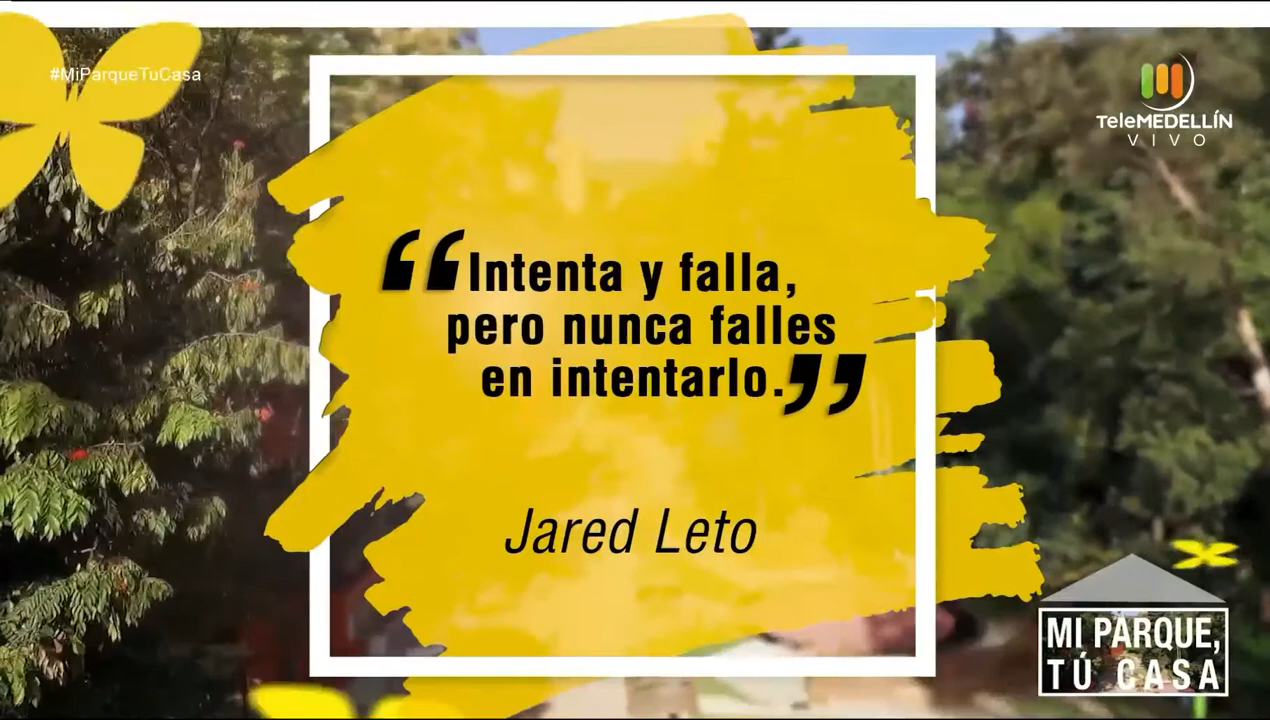 #MiParqueTuCasa
TeleMEDELLÍN
VIVO
“Intenta y falla,
pero nunca falles
en intentarlo.”
Jared Leto
MI PARQUE,
TÚ CASA